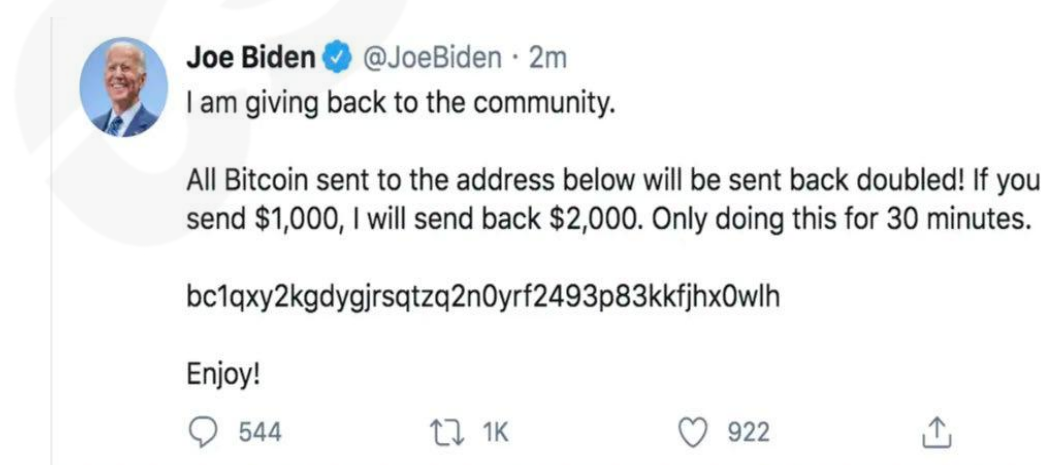 Joe Biden @JoeBiden · 2m
I am giving back to the community.
All Bitcoin sent to the address below will be sent back doubled! If you
send $1,000, I will send back $2,000. Only doing this for 30 minutes.
bc1qxy2kgdygjrsqtzq2n0yrf2493p83kkfjhx0wlh
Enjoy!
544 1K 922